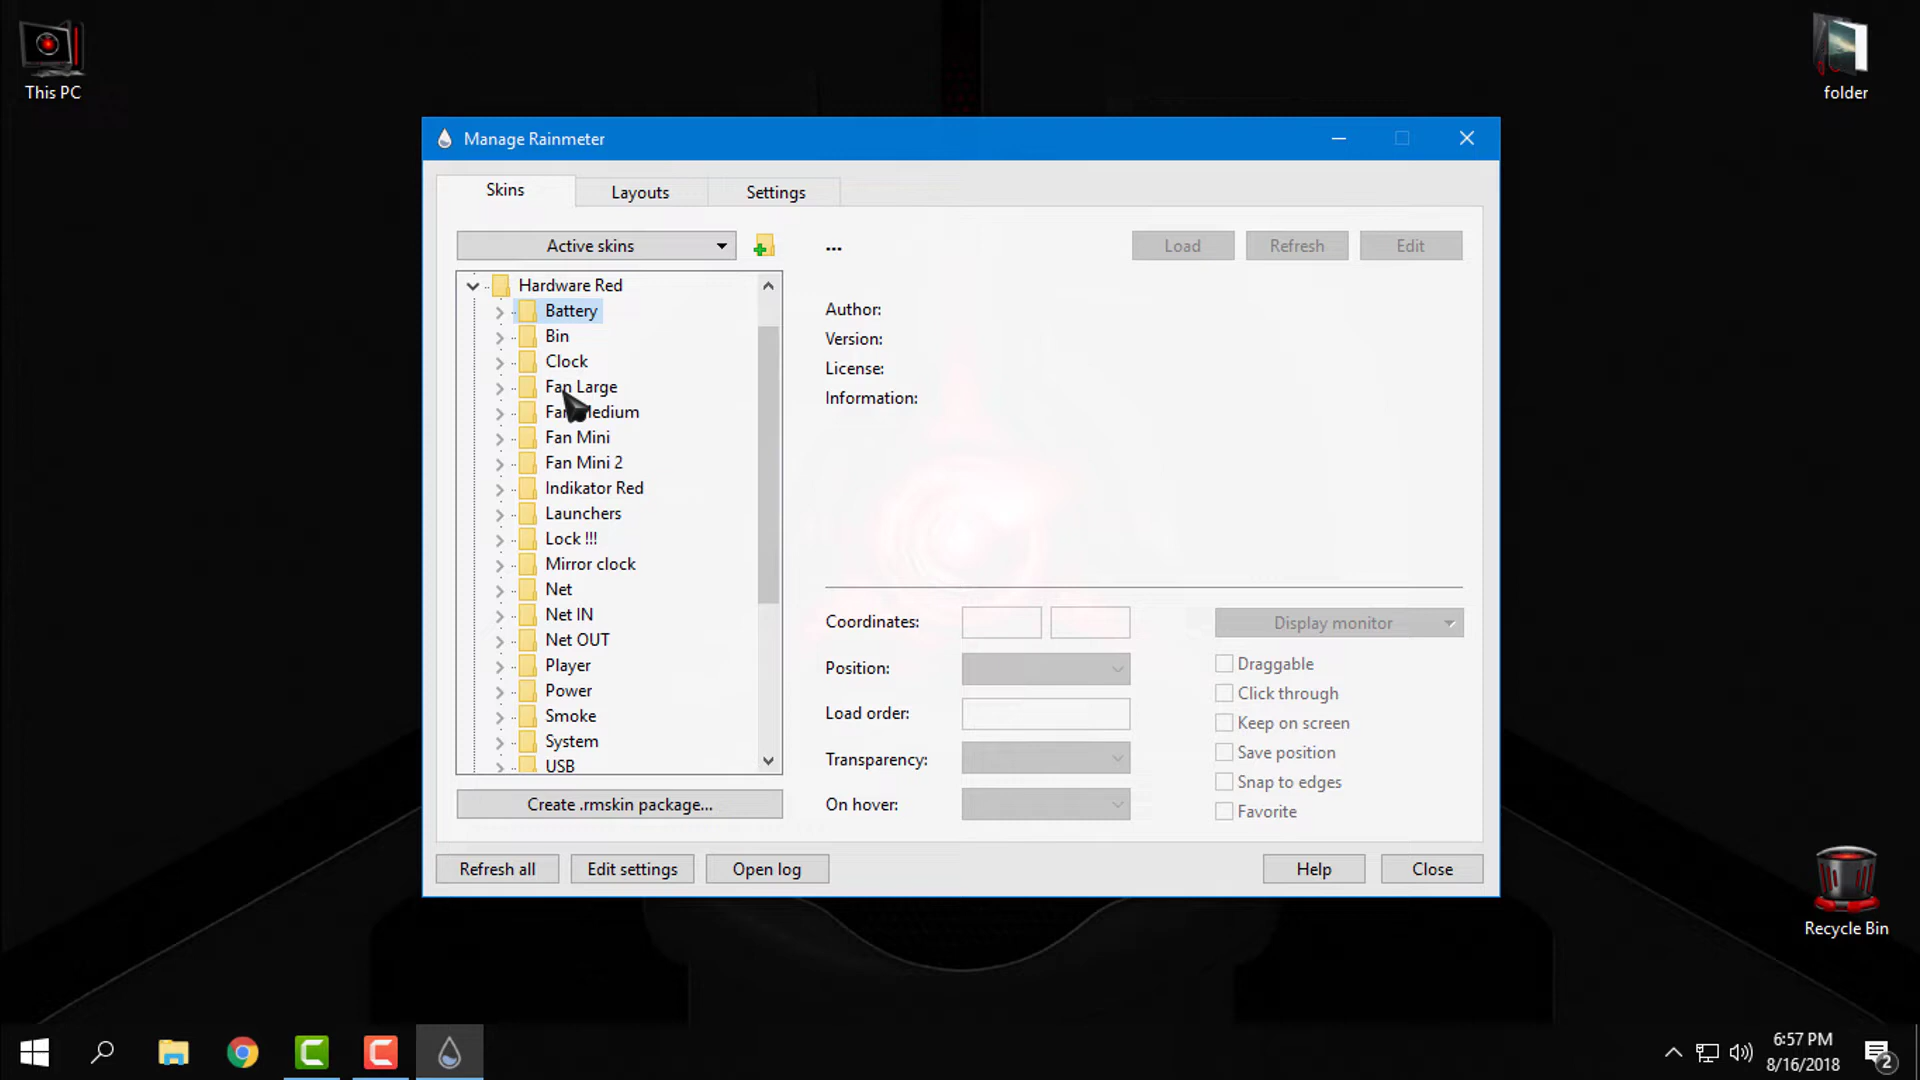 This PC
folder
Manage Rainmeter
Skins
Layouts
Settings
Active skins
...
Load
Refresh
Edit
Hardware Red
Battery
Bin
Clock
Fan Large
Fan Medium
Fan Mini
Fan Mini 2
Indikator Red
Launchers
Lock !!!
Mirror clock
Net
Net IN
Net OUT
Player
Power
Smoke
System
USB
Author:
Version:
License:
Information:
Coordinates:
Display monitor
Position:
Load order:
Transparency:
On hover:
Draggable
Click through
Keep on screen
Save position
Snap to edges
Favorite
Create .rmskin package...
Refresh all
Edit settings
Open log
Help
Close
Recycle Bin
6:57 PM
8/16/2018
2